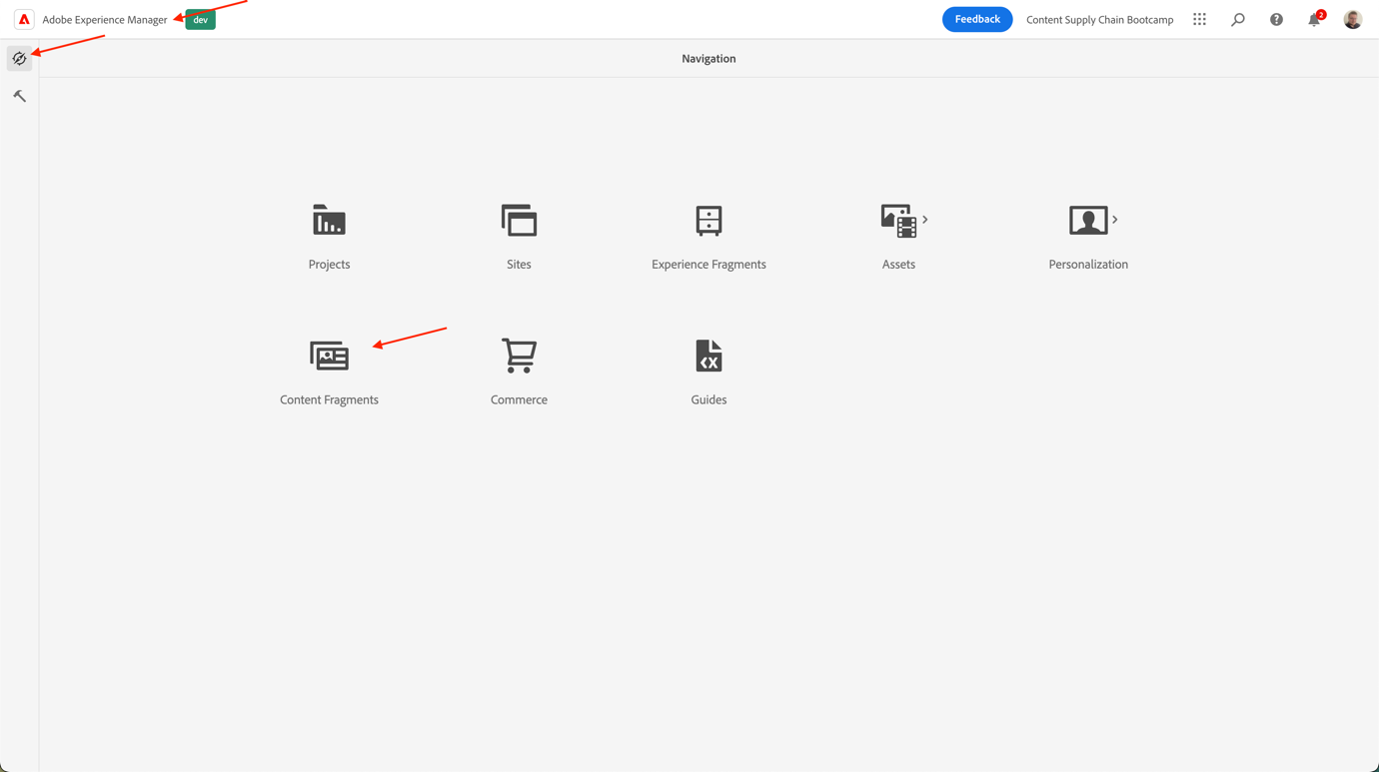 Adobe Experience Manager dev Feedback Content Supply Chain Bootcamp 2
Navigation
Projects Sites Experience Fragments Assets Personalization
Content Fragments Commerce Guides